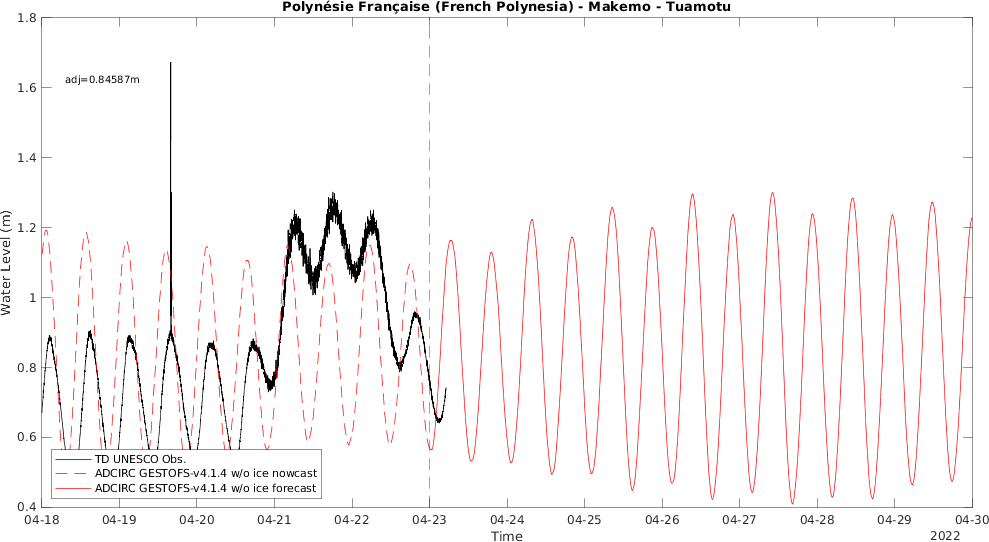 Polynésie Française (French Polynesia) - Makemo - Tuamotu
1.8
1.6
1.4
1.2
1
0.8
0.6
0.4
Water Level (m)
adj=0.84587m
TD UNESCO Obs.
ADCIRC GESTOFS-v4.1.4 w/o ice nowcast
ADCIRC GESTOFS-v4.1.4 w/o ice forecast
04-18 04-19 04-20 04-21 04-22 04-23 04-24 04-25 04-26 04-27 04-28 04-29 04-30
Time
2022